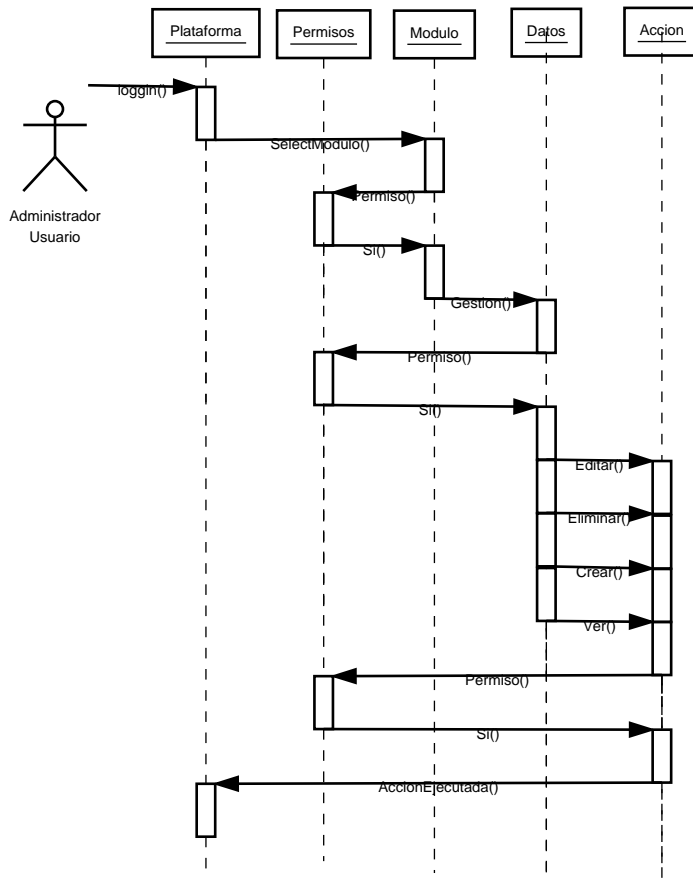 Plataforma
Permisos
Modulo
Datos
Accion
loggin()
Administrador
Usuario
SelectModulo()
Permiso()
Si()
Gestion()
Permiso()
Si()
Editar()
Eliminar()
Crear()
Ver()
Permiso()
Si()
AccionEjecutada()